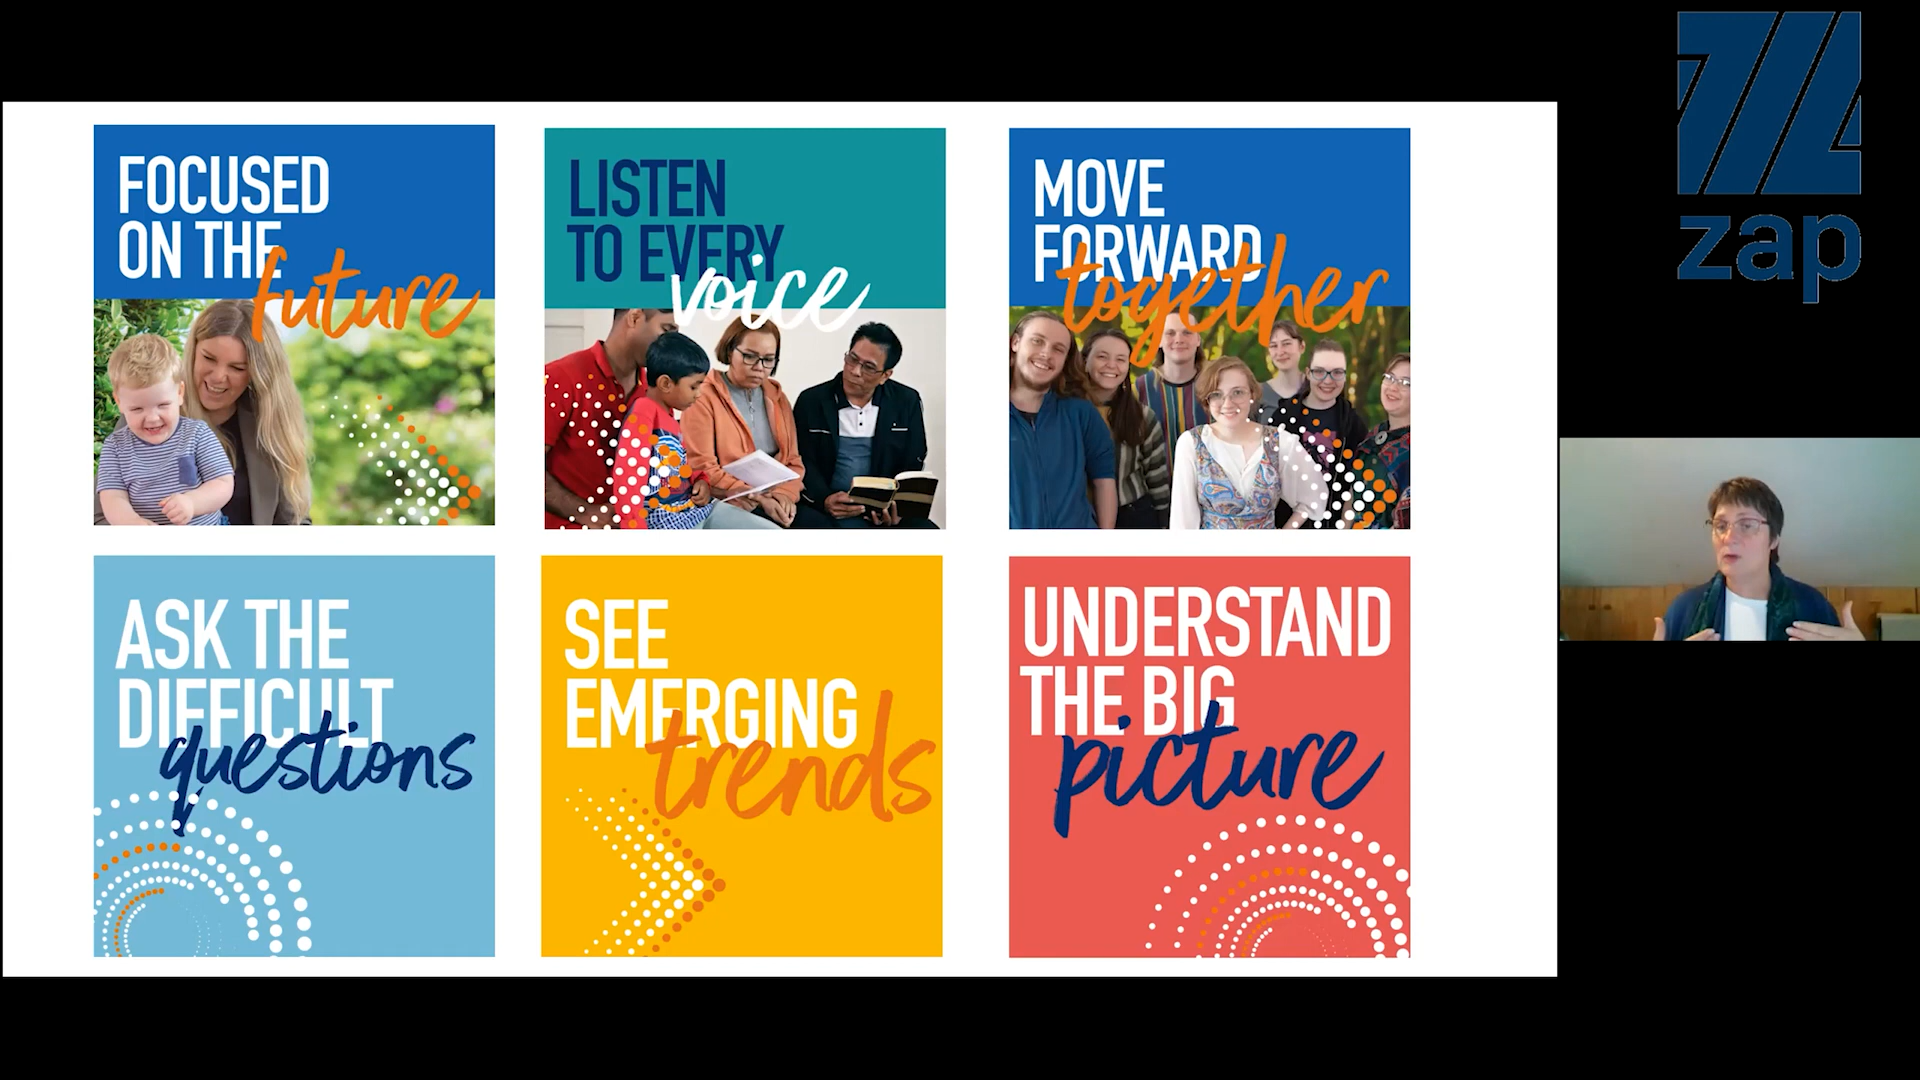 FOCUSED
ON THE
future
LISTEN
TO EVERY
voice
MOVE
FORWARD
together
ASK THE
DIFFICULT
questions
SEE
EMERGING
trends
UNDERSTAND
THE BIG
picture
zap